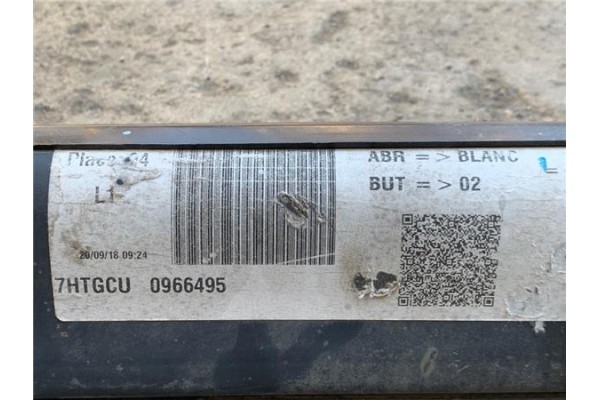 ABR = > BLANC
BUT = > 02
L1
20/09/18 09:24
7HTGCU 0966495